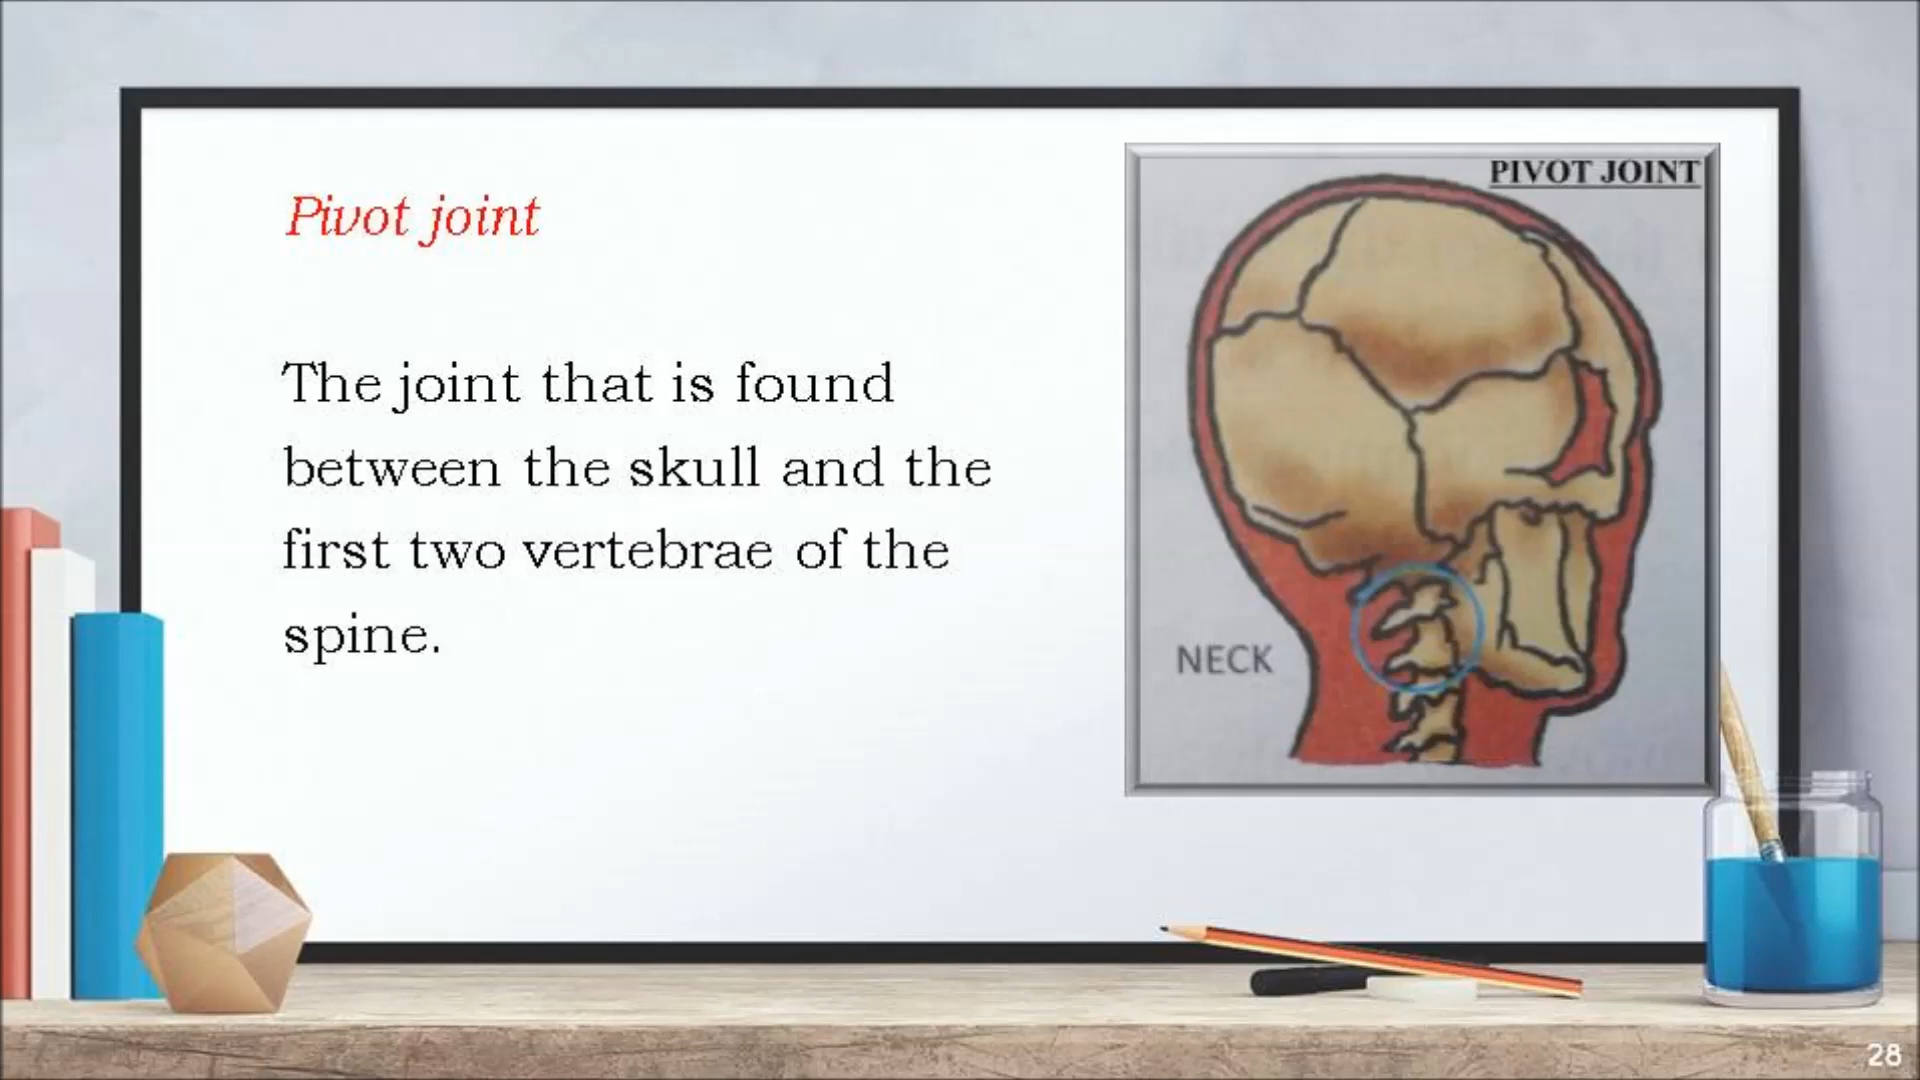 Pivot joint
The joint that is found
between the skull and the
first two vertebrae of the
spine.
PIVOT JOINT
NECK
28